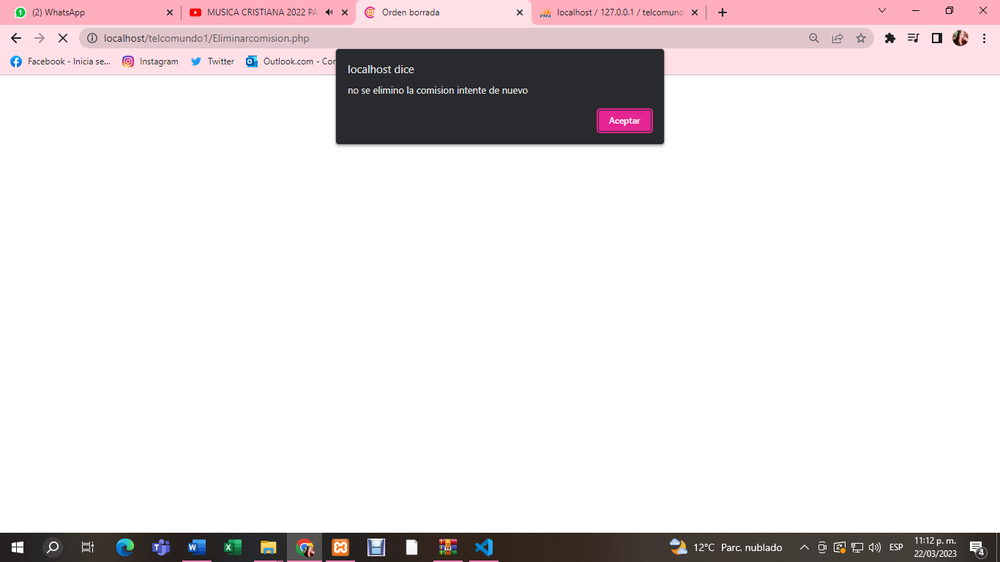 (2) WhatsApp
MUSICA CRISTIANA 2022 PA
Orden borrada
localhost / 127.0.0.1 / telcomund
localhost/telcomundo1/Eliminarcomision.php
Facebook - Inicia se...
Instagram
Twitter
Outlook.com - Cor
localhost dice
no se elimino la comision intente de nuevo
Aceptar
12°C Parc. nublado
ESP
11:12 p. m.
22/03/2023
4